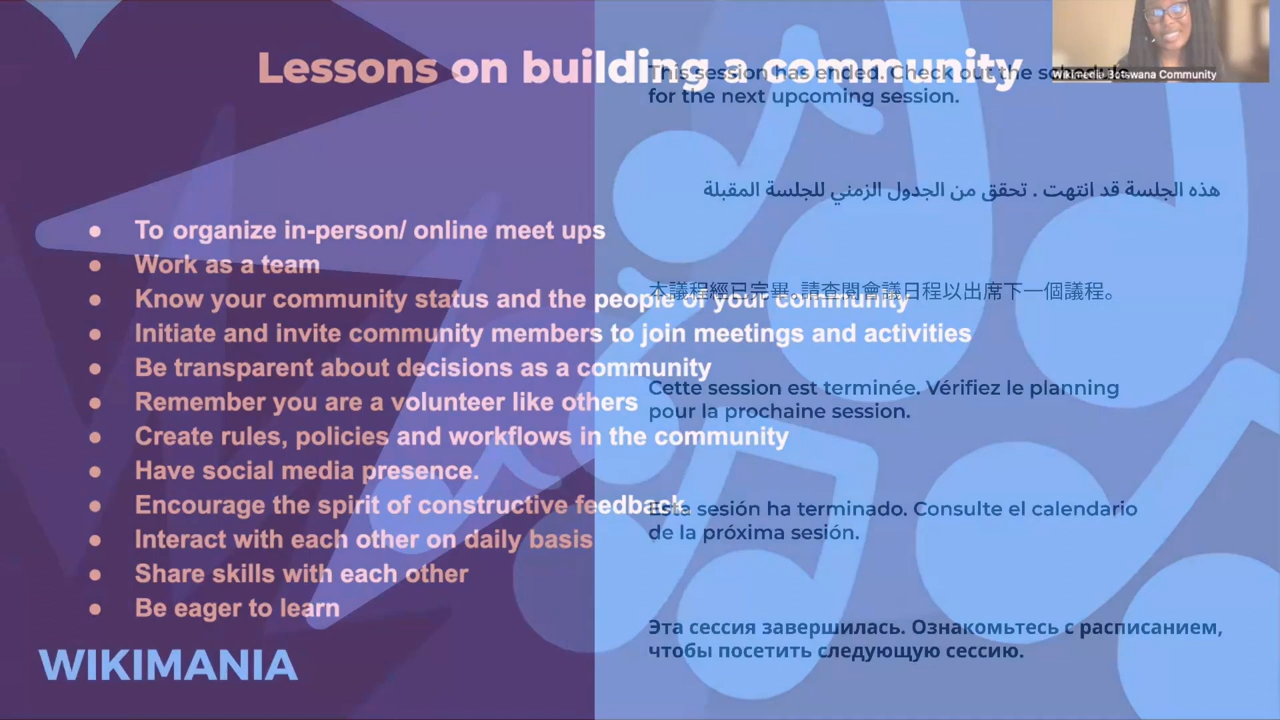 Lessons on building a community
Wikimedia Botswana Community
This session has ended. Check out the schedule
for the next upcoming session.
هذه الجلسة قد انتهت . تحقق من الجدول الزمني للجلسة المقبلة
本議程經已完畢。請查閱會議日程以出席下一個議程。
Cette session est terminée. Vérifiez le planning
pour la prochaine session.
Esta sesión ha terminado. Consulte el calendario
de la próxima sesión.
Эта сессия завершилась. Ознакомьтесь с расписанием,
чтобы посетить следующую сессию.
● To organize in-person/ online meet ups
● Work as a team
● Know your community status and the people of your community
● Initiate and invite community members to join meetings and activities
● Be transparent about decisions as a community
● Remember you are a volunteer like others
● Create rules, policies and workflows in the community
● Have social media presence.
● Encourage the spirit of constructive feedback.
● Interact with each other on daily basis
● Share skills with each other
● Be eager to learn
WIKIMANIA